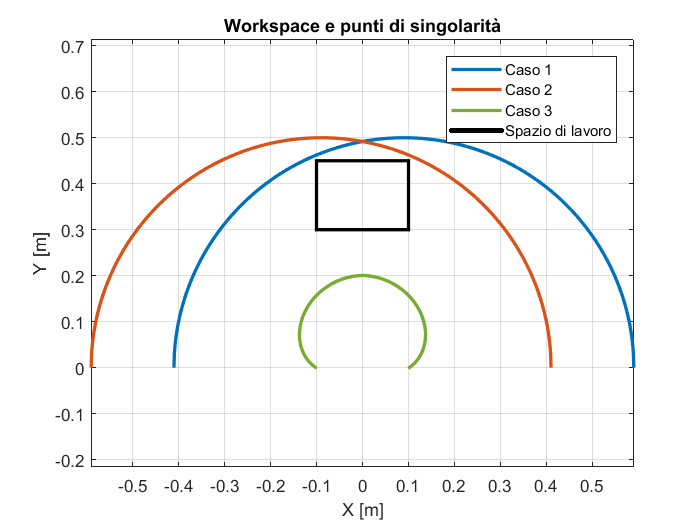 Workspace e punti di singolarità
Caso 1
Caso 2
Caso 3
Spazio di lavoro
Y [m]
0.7
0.6
0.5
0.4
0.3
0.2
0.1
0
-0.1
-0.2
-0.5 -0.4 -0.3 -0.2 -0.1 0 0.1 0.2 0.3 0.4 0.5
X [m]